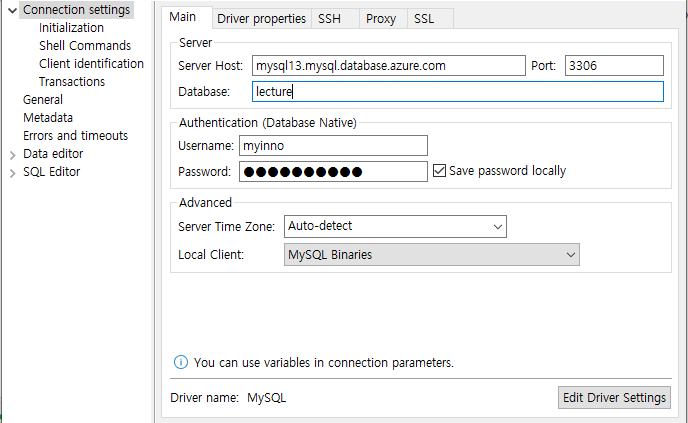 Connection settings
Initialization
Shell Commands
Client identification
Transactions
General
Metadata
Errors and timeouts
Data editor
SQL Editor
Main Driver properties SSH Proxy SSL
Server
Server Host: mysql13.mysql.database.azure.com Port: 3306
Database: lecture
Authentication (Database Native)
Username: myinno
Password: ●●●●●●●●●● Save password locally
Advanced
Server Time Zone: Auto-detect
Local Client: MySQL Binaries
You can use variables in connection parameters.
Driver name: MySQL Edit Driver Settings